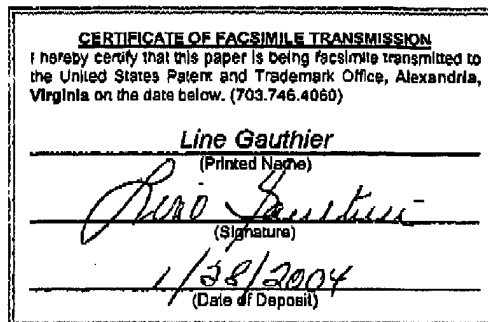 CERTIFICATE OF FACSIMILE TRANSMISSION
I hereby certify that this paper is being facsimile transmitted to
the United States Patent and Trademark Office, Alexandria,
Virginia on the date below. (703.746.4060)
Line Gauthier
(Printed Name)
(Signature)
1/28/2004
(Date of Deposit)